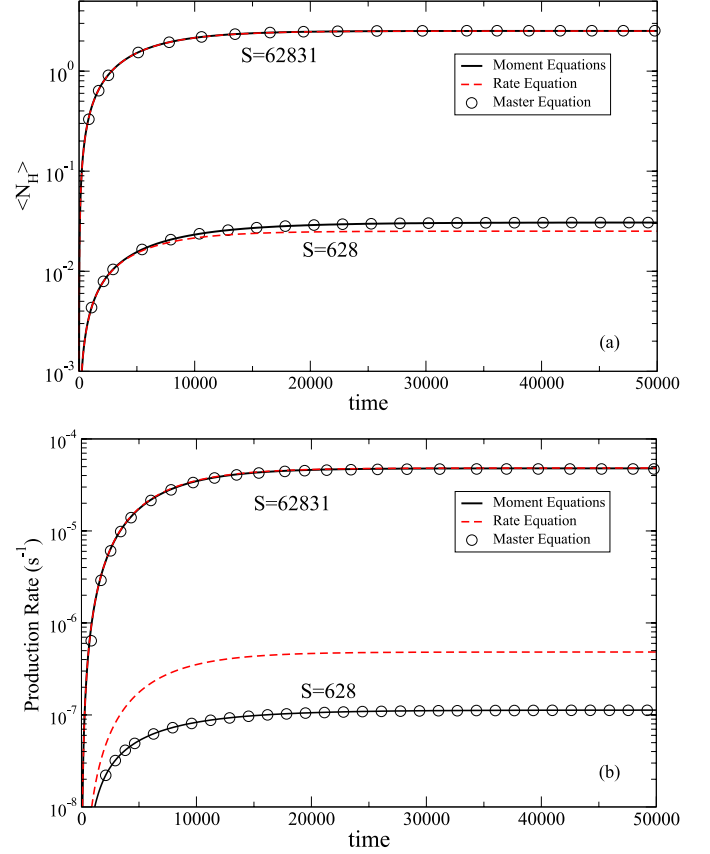 10^0
10^-1
10^-2
10^-3
<N_H>
S=62831
Moment Equations
Rate Equation
Master Equation
S=628
(a)
0 10000 20000 30000 40000 50000
time
10^-4
10^-5
10^-6
10^-7
10^-8
Production Rate (s^-1)
S=62831
Moment Equations
Rate Equation
Master Equation
S=628
(b)
0 10000 20000 30000 40000 50000
time